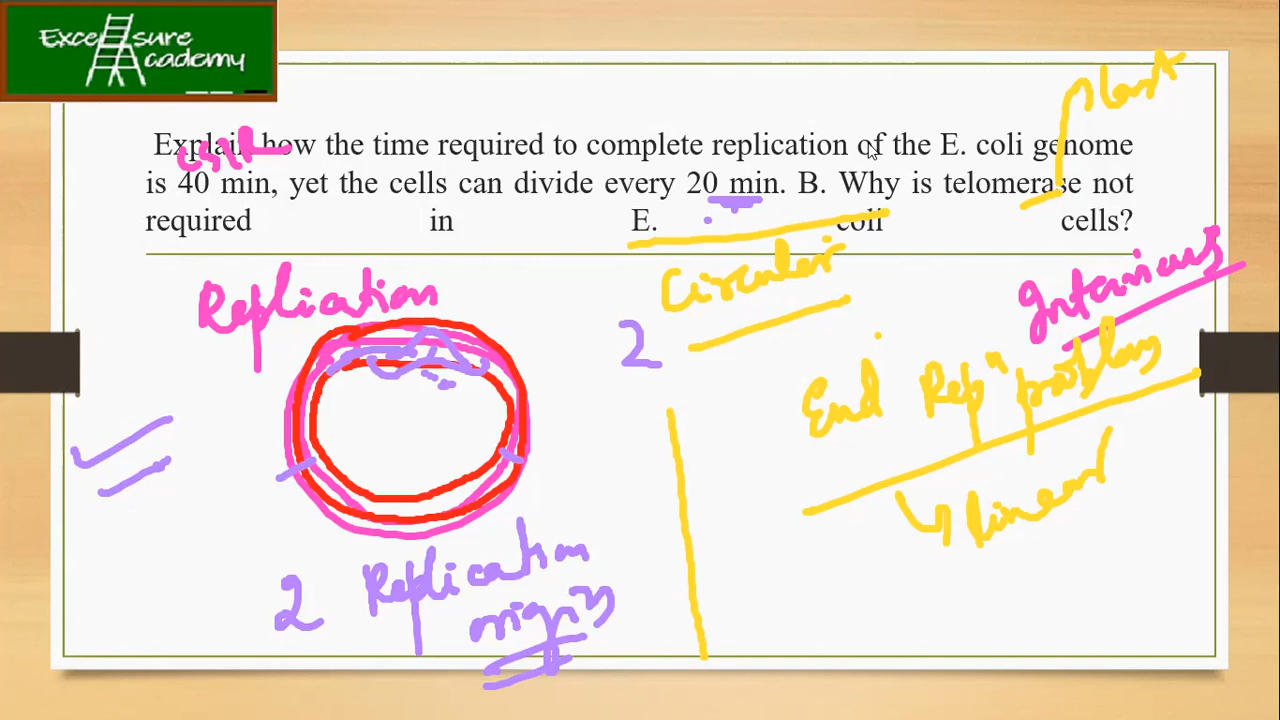 Excel sure
Academy
Explain how the time required to complete replication of the E. coli genome
is 40 min, yet the cells can divide every 20 min. B. Why is telomerase not
required in E. coli cells?
CSIR
last
Replication
Circular
2
End Repⁿ problem
linear
2 Replication
origins